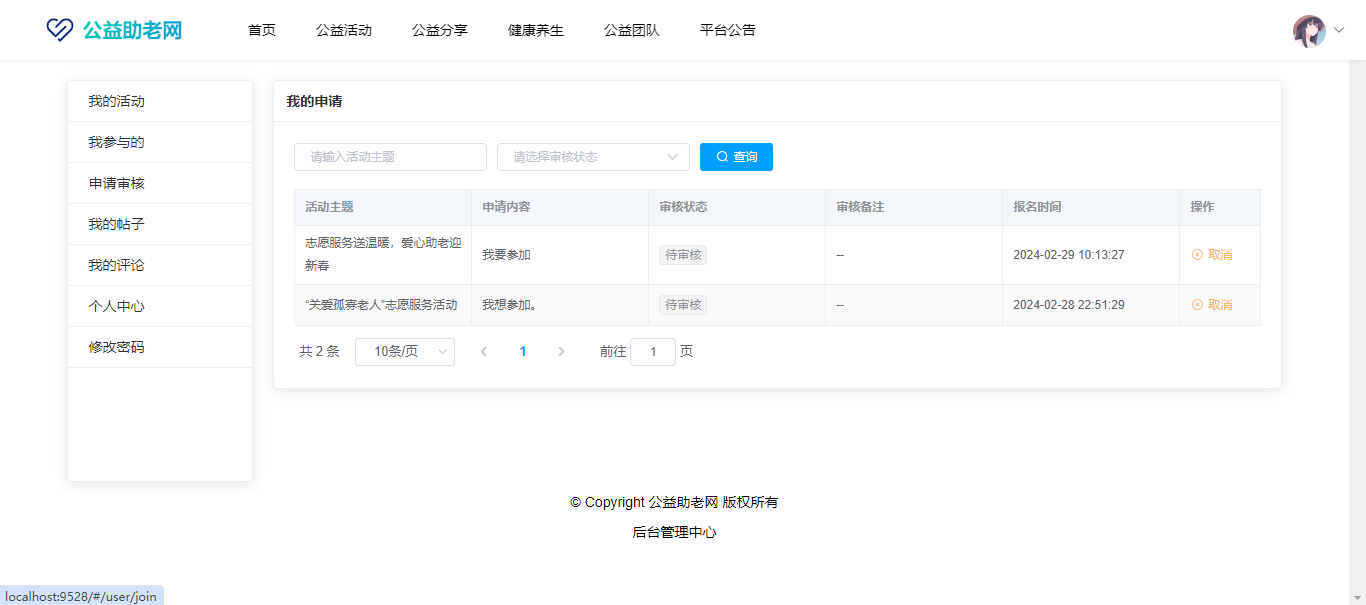 公益助老网
首页 公益活动 公益分享 健康养生 公益团队 平台公告
我的活动
我参与的
申请审核
我的帖子
我的评论
个人中心
修改密码
我的申请
请输入活动主题 请选择审核状态 查询
活动主题 申请内容 审核状态 审核备注 报名时间 操作
志愿服务送温暖，爱心助老迎
新春
我要参加 待审核 -- 2024-02-29 10:13:27 取消
“关爱孤寡老人”志愿服务活动 我想参加。 待审核 -- 2024-02-28 22:51:29 取消
共 2 条 10条/页 1 前往 1 页
© Copyright 公益助老网 版权所有
后台管理中心
localhost:9528/#/user/join